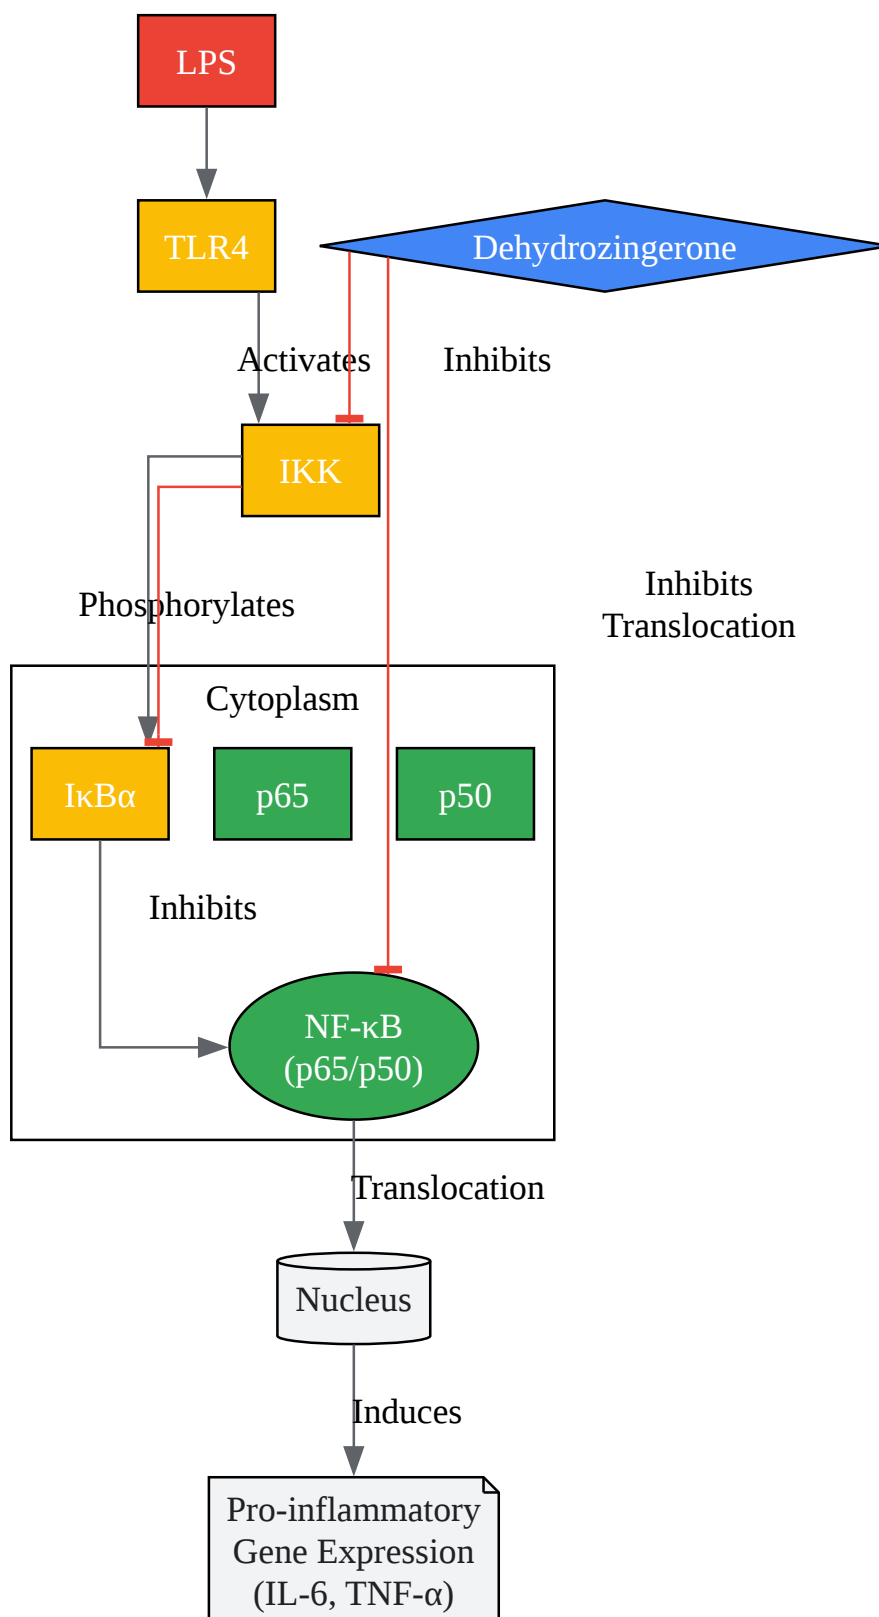 LPS
TLR4
Dehydrozingerone
Activates
Inhibits
IKK
Inhibits
Translocation
Phosphorylates
Cytoplasm
IκBα
p65
p50
Inhibits
NF-κB
(p65/p50)
Translocation
Nucleus
Induces
Pro-inflammatory
Gene Expression
(IL-6, TNF-α)